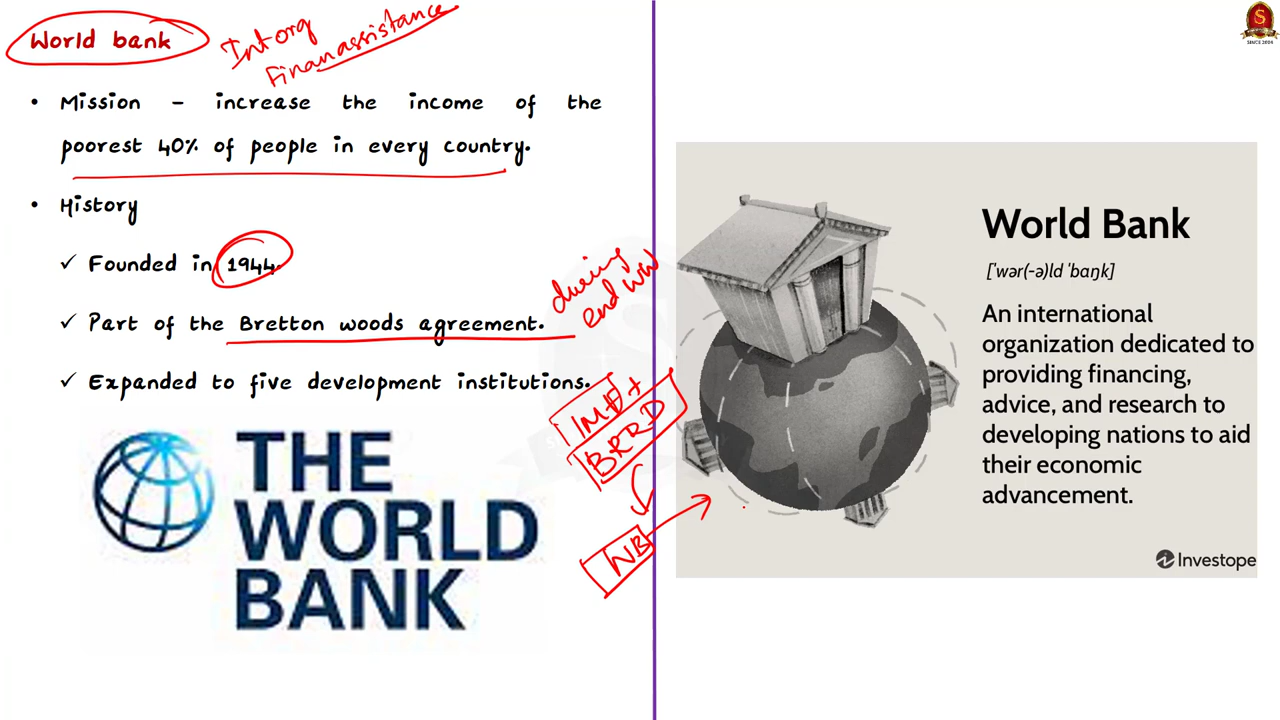 World bank
Int org
Finan assistance
• Mission – increase the income of the
poorest 40% of people in every country.
• History
✓ Founded in 1944.
✓ Part of the Bretton woods agreement.
during
end WW
✓ Expanded to five development institutions.
IMF +
BRRD
WB
THE
WORLD
BANK
S
SINCE 2004
World Bank
['wər(-ə)ld 'baŋk]
An international
organization dedicated to
providing financing,
advice, and research to
developing nations to aid
their economic
advancement.
Investope